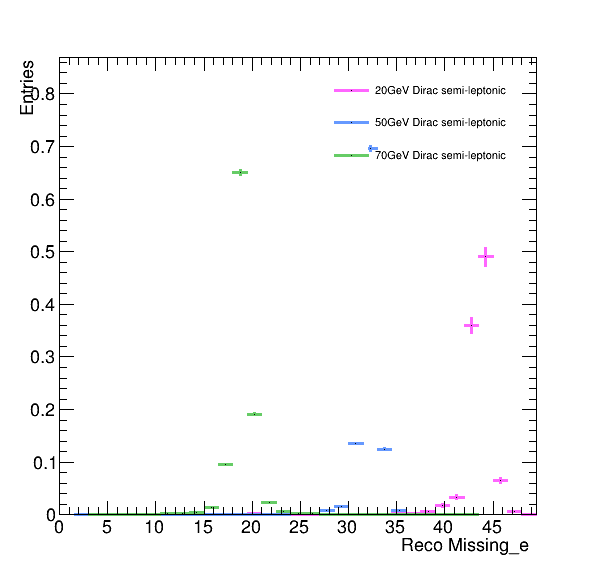 Entries
0.8
0.7
0.6
0.5
0.4
0.3
0.2
0.1
0
20GeV Dirac semi-leptonic
50GeV Dirac semi-leptonic
70GeV Dirac semi-leptonic
0 5 10 15 20 25 30 35 40 45
Reco Missing_e